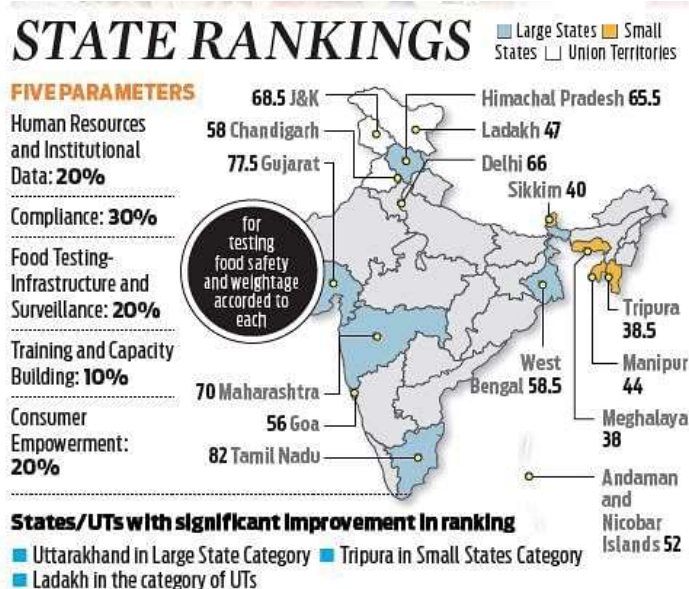 STATE RANKINGS
Large States Small
States Union Territories
FIVE PARAMETERS
Human Resources
and Institutional
Data: 20%
Compliance: 30%
Food Testing-
Infrastructure and
Surveillance: 20%
Training and Capacity
Building: 10%
Consumer
Empowerment:
20%
for
testing
food safety
and weightage
accorded to
each
68.5 J&K
58 Chandigarh
77.5 Gujarat
Himachal Pradesh 65.5
Ladakh 47
Delhi 66
Sikkim 40
Tripura
38.5
Manipur
44
Meghalaya
38
West
Bengal 58.5
70 Maharashtra
56 Goa
82 Tamil Nadu
Andaman
and
Nicobar
Islands 52
States/UTs with significant improvement in ranking
Uttarakhand in Large State Category Tripura in Small States Category
Ladakh in the category of UTs